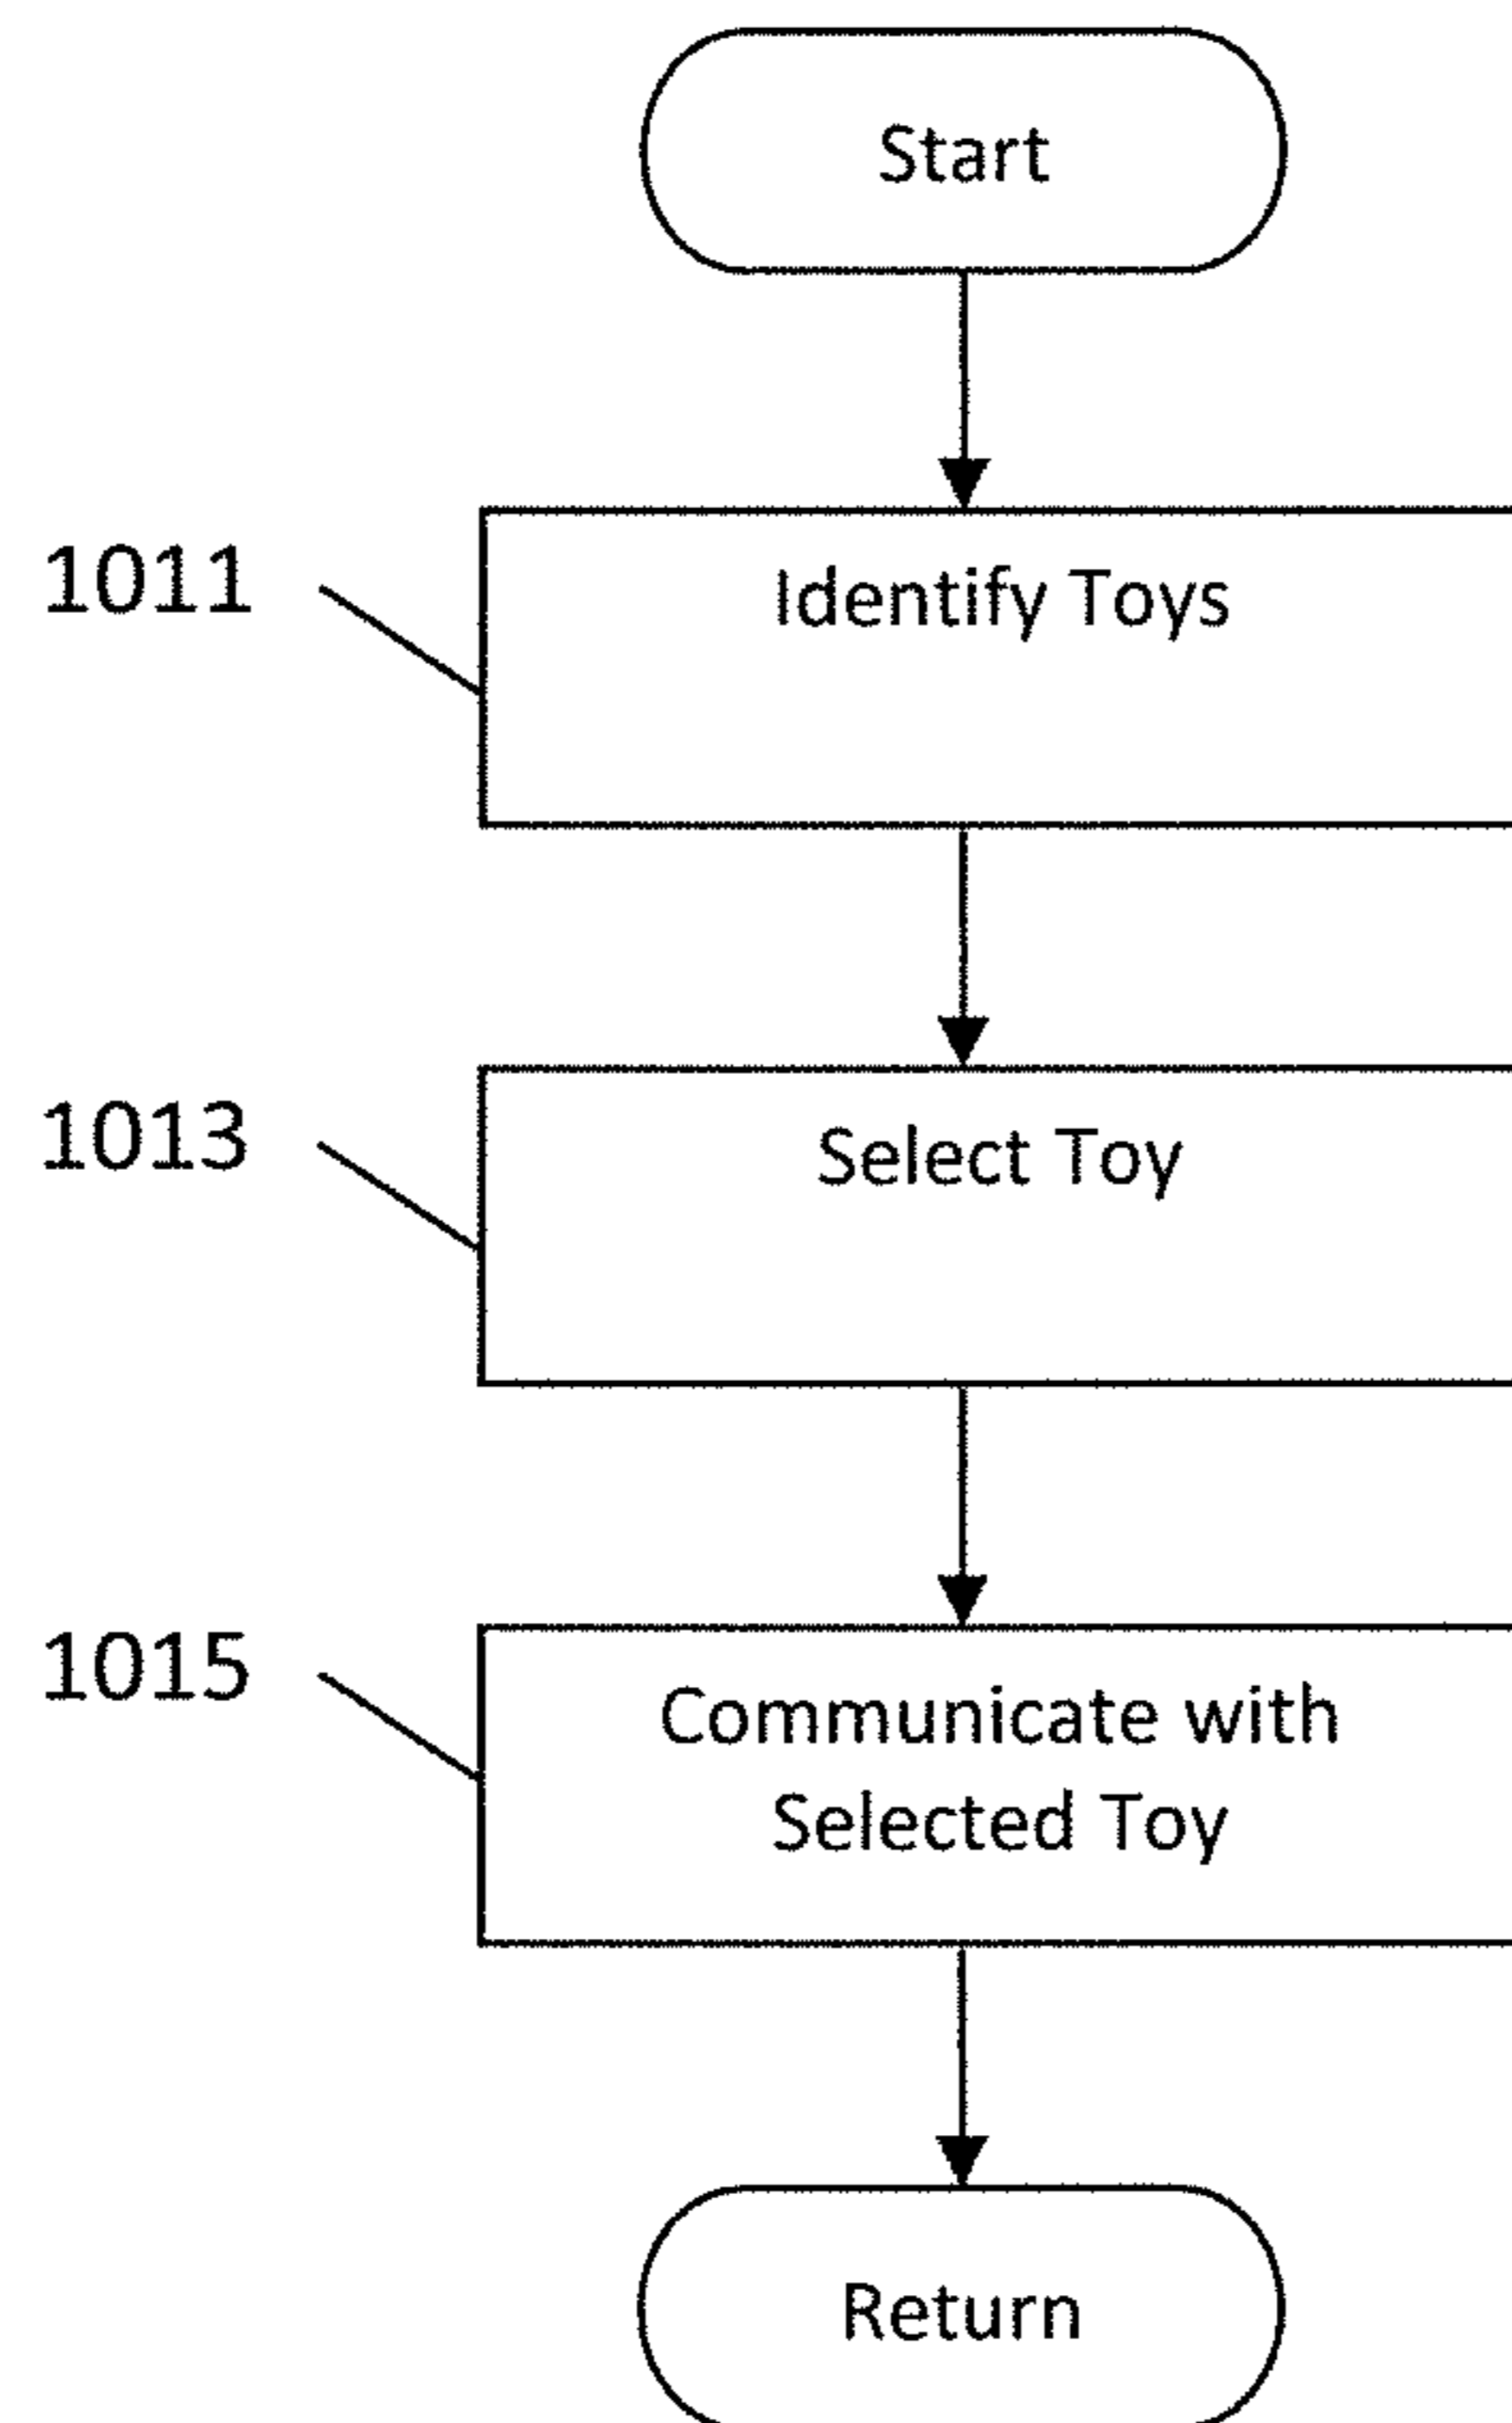 Start
1011
Identify Toys
1013
Select Toy
1015
Communicate with
Selected Toy
Return